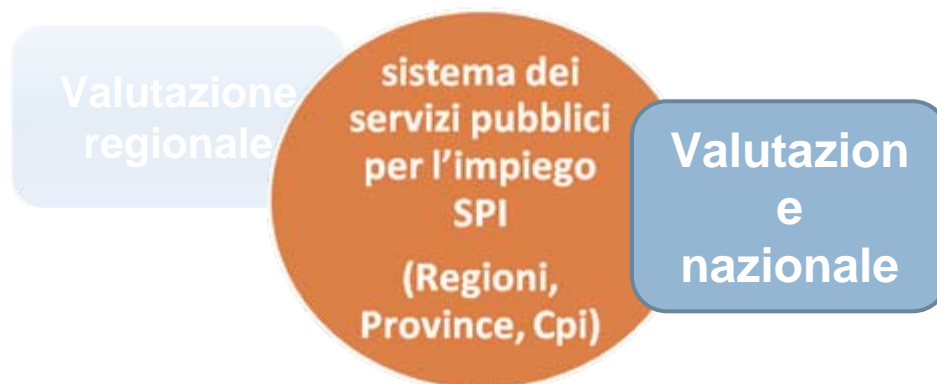 Valutazione
regionale
sistema dei
servizi pubblici
per l'impiego
SPI
(Regioni,
Province, Cpi)
Valutazion
e
nazionale